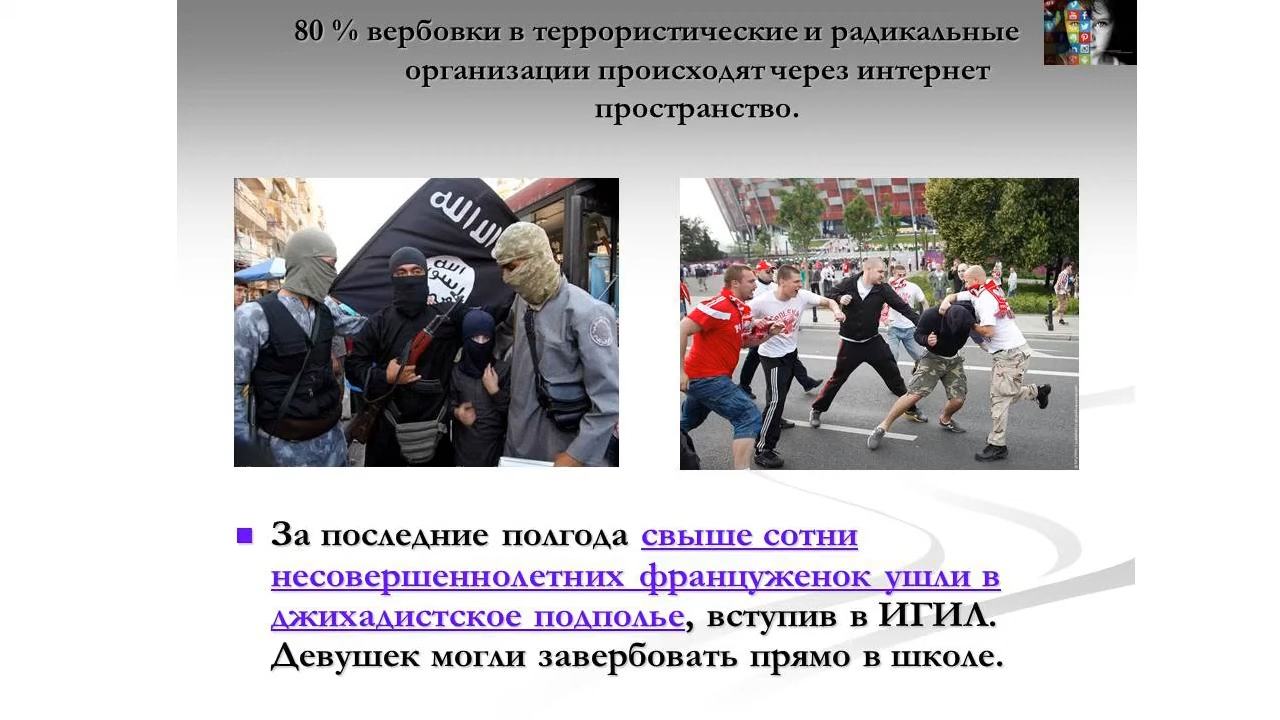 80 % вербовки в террористические и радикальные
организации происходят через интернет
пространство.
За последние полгода свыше сотни
несовершеннолетних француженок ушли в
джихадистское подполье, вступив в ИГИЛ.
Девушек могли завербовать прямо в школе.